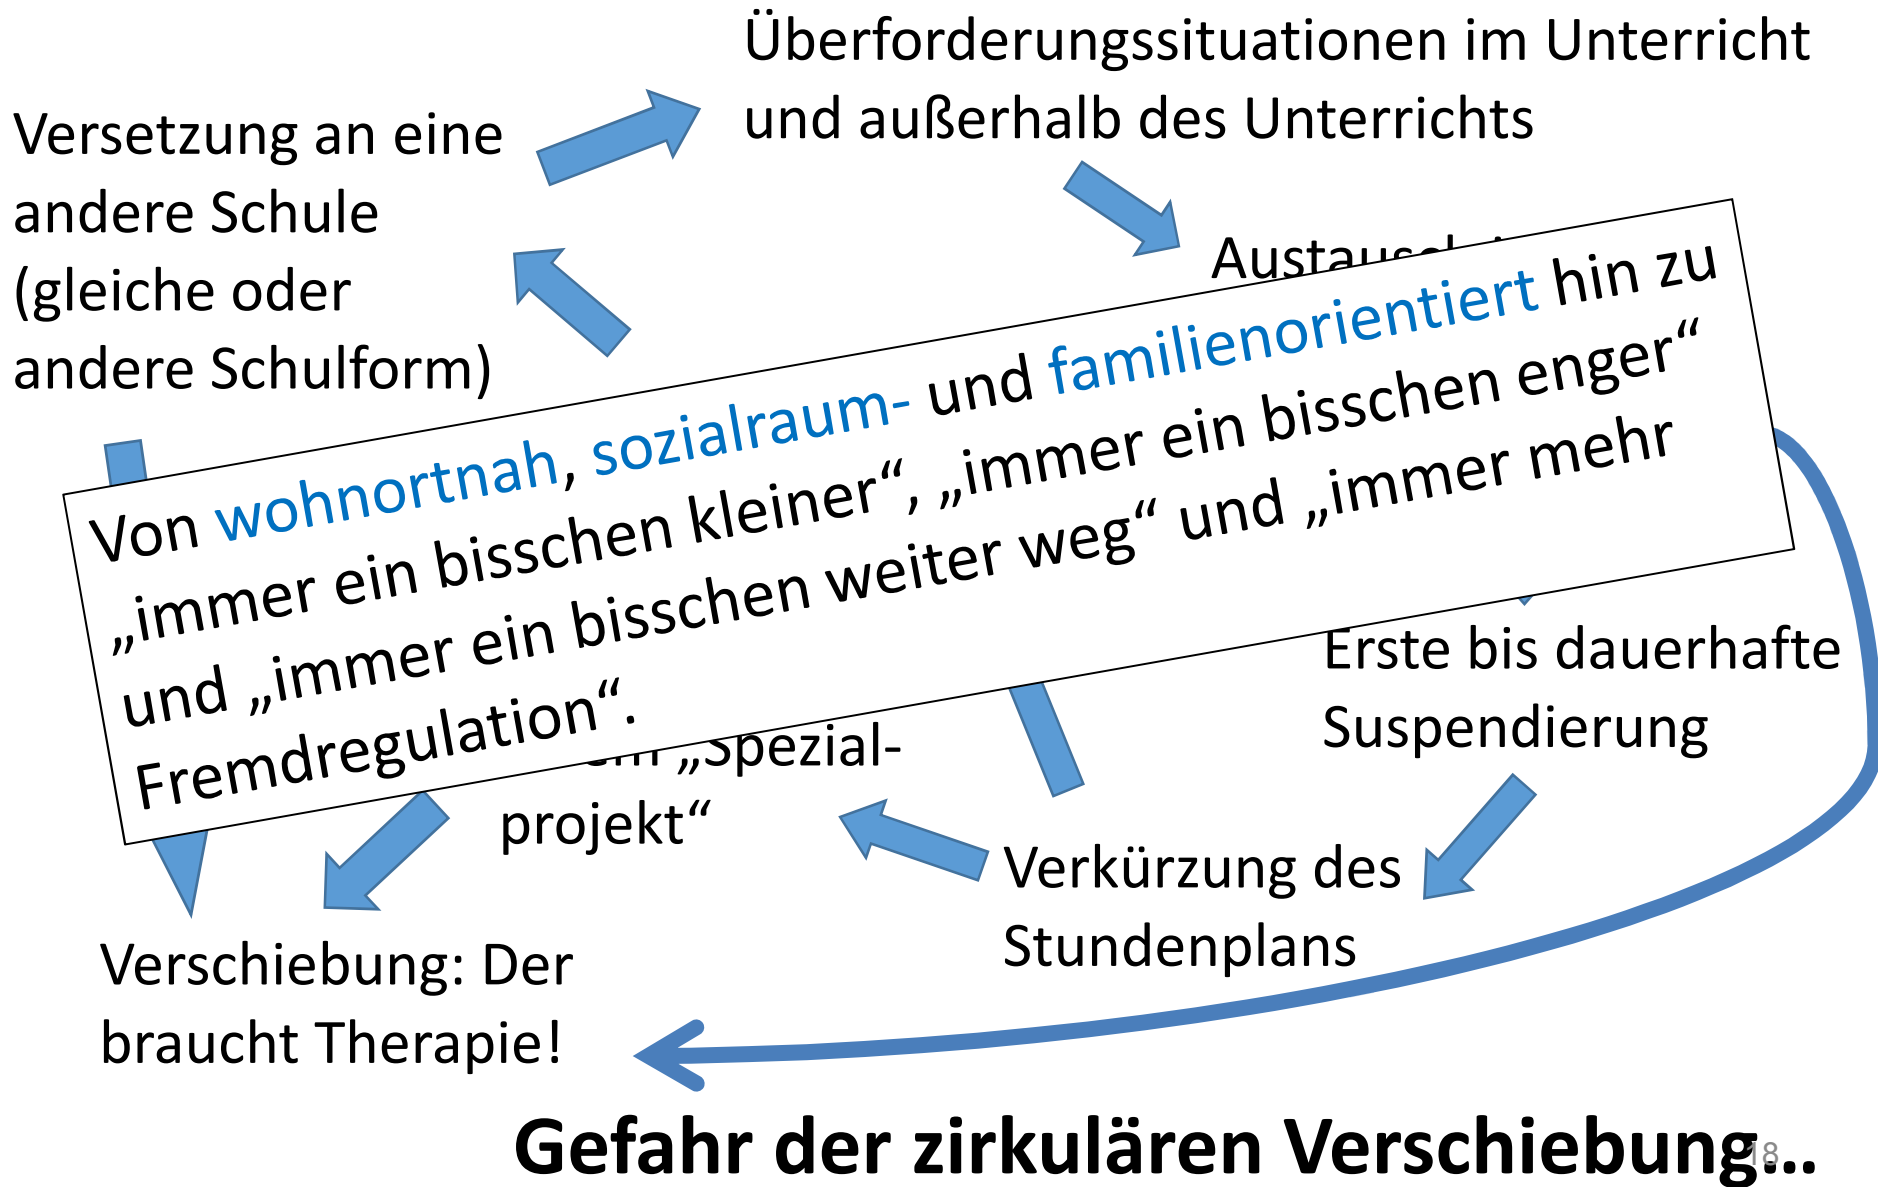 Überforderungssituationen im Unterricht
und außerhalb des Unterrichts
Versetzung an eine
andere Schule
(gleiche oder
andere Schulform)
Von wohnortnah, sozialraum- und familienorientiert hin zu
„immer ein bisschen kleiner“, „immer ein bisschen enger“
und „immer ein bisschen weiter weg“ und „immer mehr
Fremdregulation“.
Erste bis dauerhafte
Suspendierung
„Spezial-
projekt“
Verkürzung des
Stundenplans
Verschiebung: Der
braucht Therapie!
Gefahr der zirkulären Verschiebung...
18